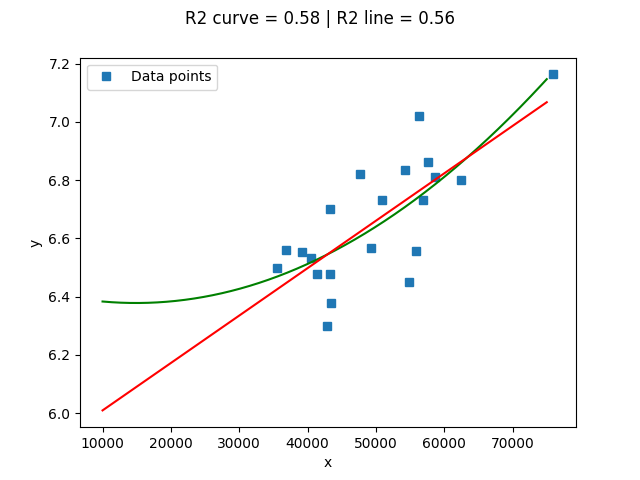 R2 curve = 0.58 | R2 line = 0.56
7.2
7.0
6.8
6.6
6.4
6.2
6.0
y
Data points
10000 20000 30000 40000 50000 60000 70000
x